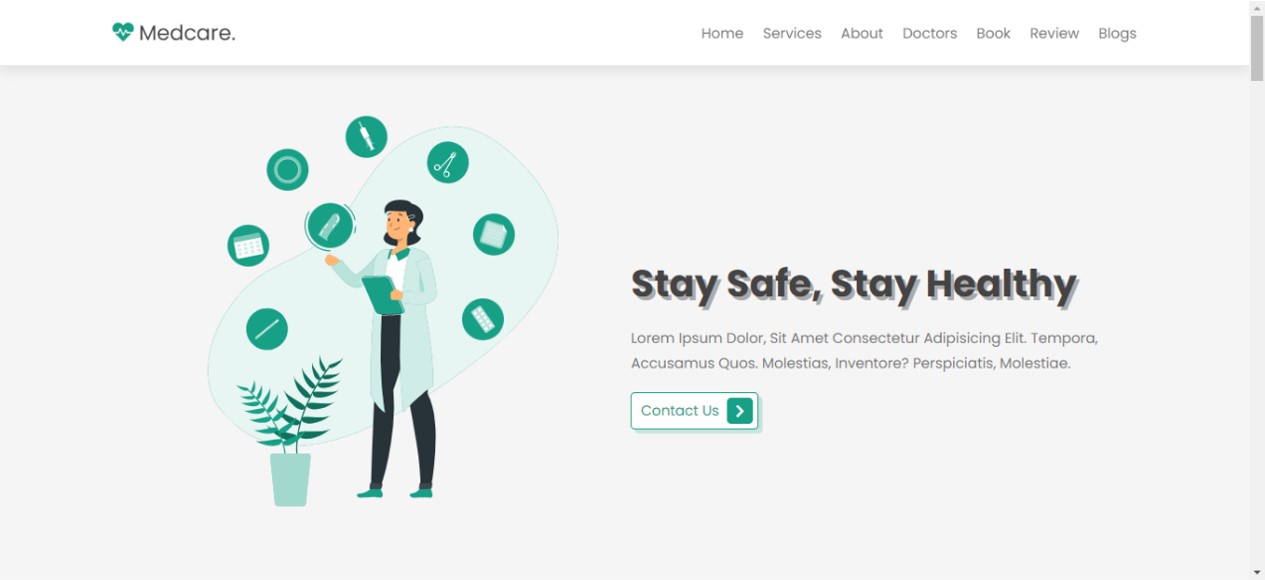 Medcare.
Home Services About Doctors Book Review Blogs
Stay Safe, Stay Healthy
Lorem Ipsum Dolor, Sit Amet Consectetur Adipisicing Elit. Tempora,
Accusamus Quos. Molestias, Inventore? Perspiciatis, Molestiae.
Contact Us